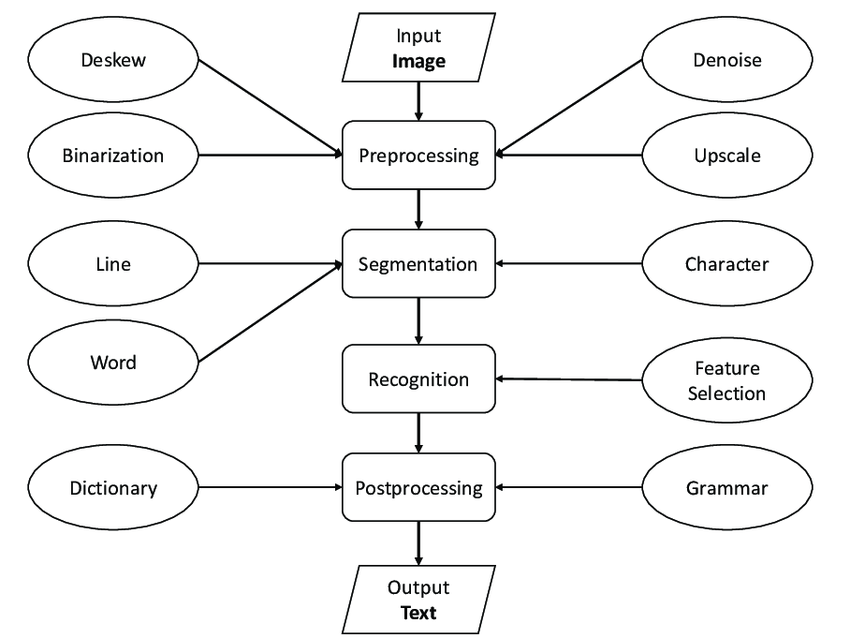 Deskew
Input
Image
Denoise
Binarization
Preprocessing
Upscale
Line
Segmentation
Character
Word
Recognition
Feature
Selection
Dictionary
Postprocessing
Grammar
Output
Text